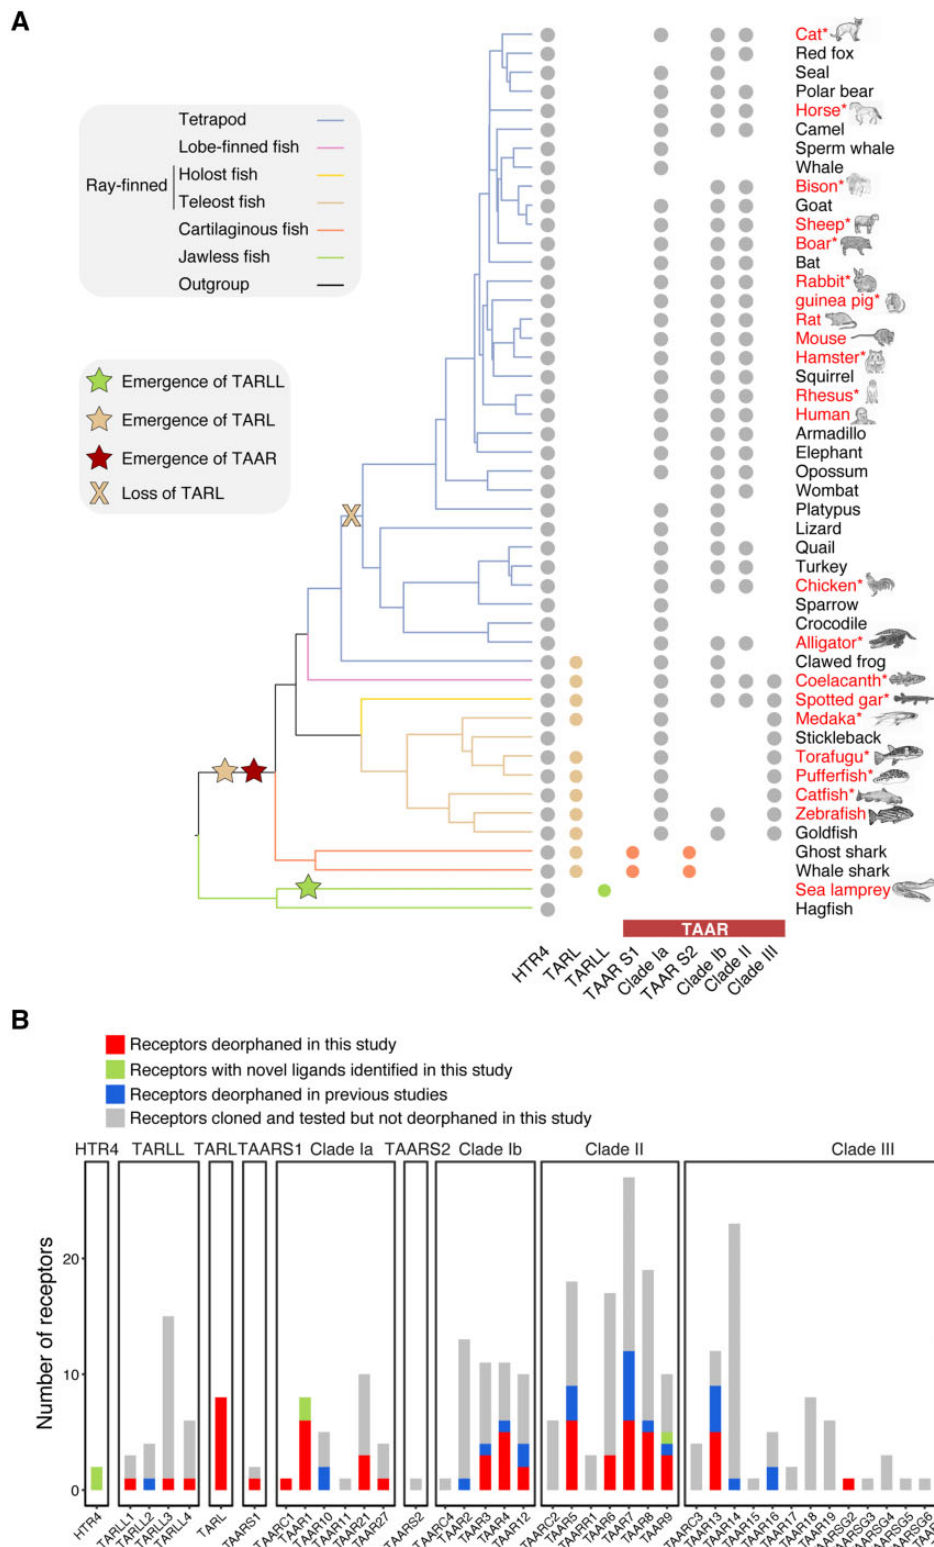 A
Tetrapod
Lobe-finned fish
Ray-finned
Holost fish
Teleost fish
Cartilaginous fish
Jawless fish
Outgroup
Emergence of TARLL
Emergence of TARL
Emergence of TAAR
Loss of TARL
Cat*
Red fox
Seal
Polar bear
Horse*
Camel
Sperm whale
Whale
Bison*
Goat
Sheep*
Boar*
Bat
Rabbit*
guinea pig*
Rat
Mouse
Hamster*
Squirrel
Rhesus*
Human
Armadillo
Elephant
Opossum
Wombat
Platypus
Lizard
Quail
Turkey
Chicken*
Sparrow
Crocodile
Alligator*
Clawed frog
Coelacanth*
Spotted gar*
Medaka*
Stickleback
Torafugu*
Pufferfish*
Catfish*
Zebrafish
Goldfish
Ghost shark
Whale shark
Sea lamprey
Hagfish
TAAR
HTR4
TARL
TARLL
TAAR S1
Clade Ia
TAAR S2
Clade Ib
Clade II
Clade III
B
Receptors deorphaned in this study
Receptors with novel ligands identified in this study
Receptors deorphaned in previous studies
Receptors cloned and tested but not deorphaned in this study
HTR4 TARLL TARL TAARS1 Clade Ia TAARS2 Clade Ib Clade II Clade III
Number of receptors
20
10
0
HTR4
TARLL1
TARLL2
TARLL3
TARLL4
TARL
TAARS1
TAARC1
TAAR1
TAAR10
TAAR11
TAAR21
TAAR27
TAARS2
TAARC4
TAAR2
TAAR3
TAAR4
TAAR12
TAARC2
TAAR5
TAARR1
TAAR6
TAAR7
TAAR8
TAAR9
TAARC3
TAAR13
TAAR14
TAAR15
TAAR16
TAAR17
TAAR18
TAAR19
TAARSG2
TAARSG3
TAARSG4
TAARSG5
TAARSG6